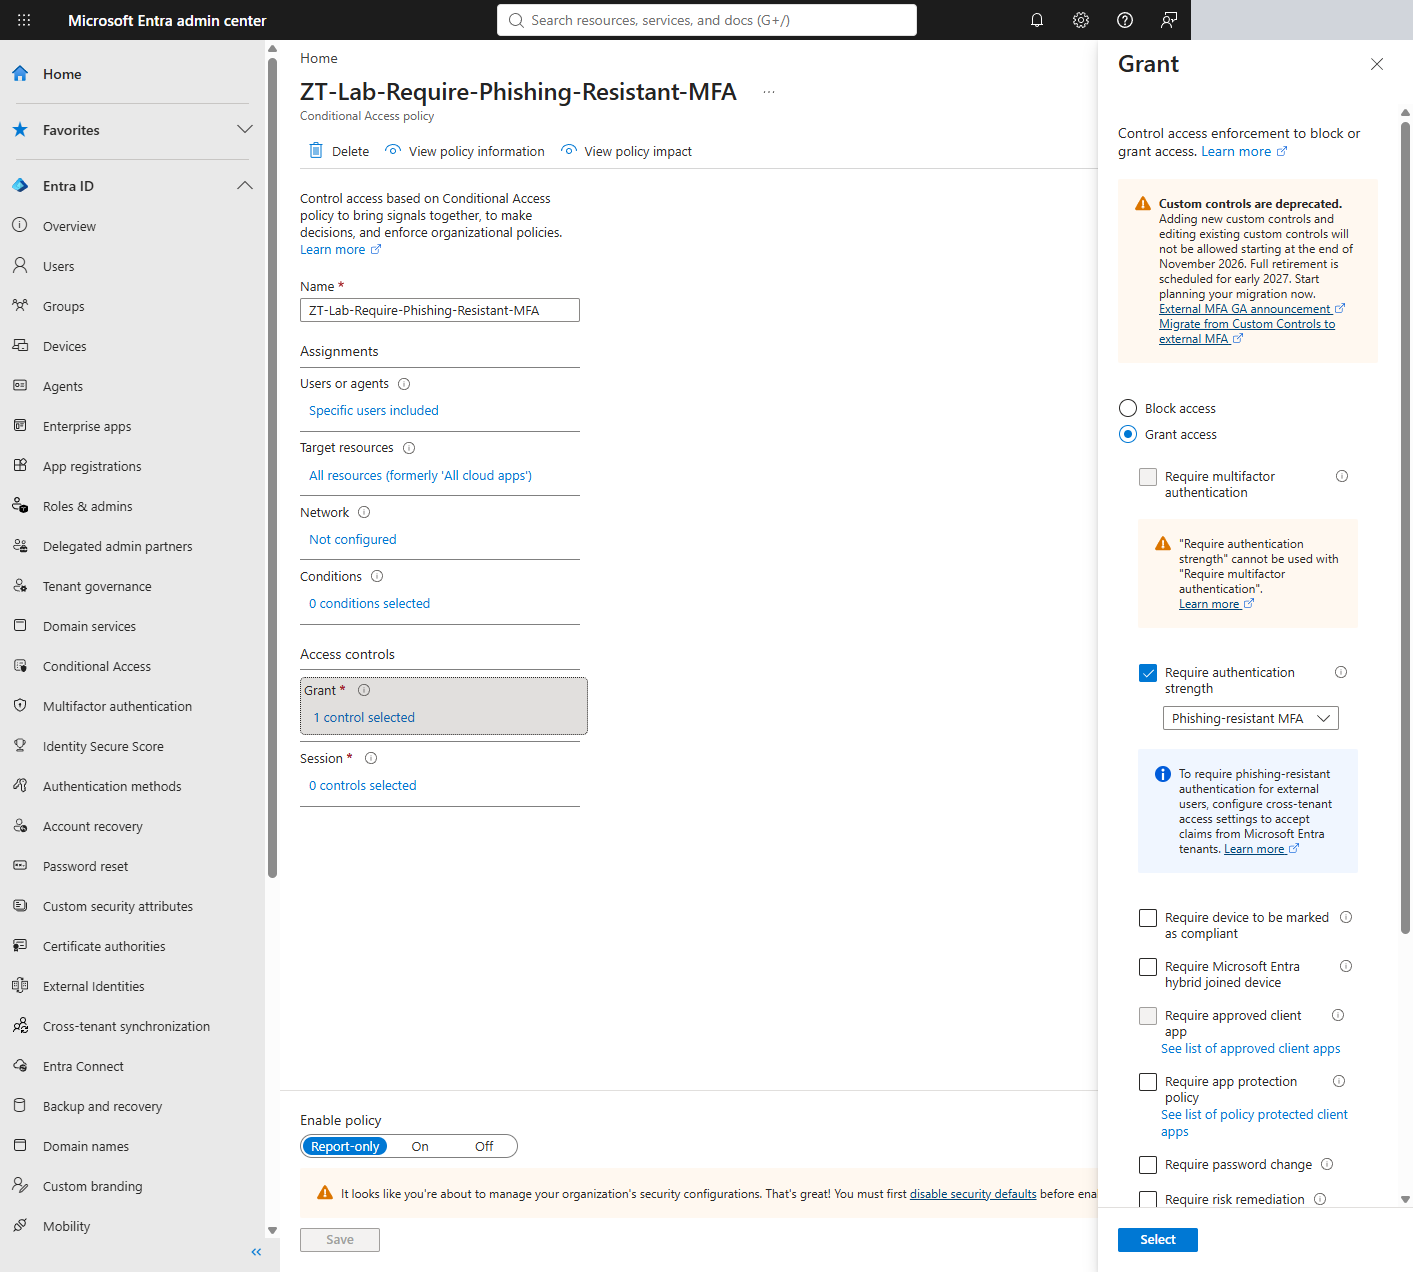 Microsoft Entra admin center
Search resources, services, and docs (G+/)
Home
Favorites
Entra ID
Overview
Users
Groups
Devices
Agents
Enterprise apps
App registrations
Roles & admins
Delegated admin partners
Tenant governance
Domain services
Conditional Access
Multifactor authentication
Identity Secure Score
Authentication methods
Account recovery
Password reset
Custom security attributes
Certificate authorities
External Identities
Cross-tenant synchronization
Entra Connect
Backup and recovery
Domain names
Custom branding
Mobility
Home
ZT-Lab-Require-Phishing-Resistant-MFA ...
Conditional Access policy
Delete
View policy information
View policy impact
Control access based on Conditional Access
policy to bring signals together, to make
decisions, and enforce organizational policies.
Learn more
Name *
ZT-Lab-Require-Phishing-Resistant-MFA
Assignments
Users or agents
Specific users included
Target resources
All resources (formerly 'All cloud apps')
Network
Not configured
Conditions
0 conditions selected
Access controls
Grant *
1 control selected
Session *
0 controls selected
Enable policy
Report-only On Off
It looks like you're about to manage your organization's security configurations. That's great! You must first disable security defaults before ena
Save
Grant
Control access enforcement to block or
grant access. Learn more
Custom controls are deprecated.
Adding new custom controls and
editing existing custom controls will
not be allowed starting at the end of
November 2026. Full retirement is
scheduled for early 2027. Start
planning your migration now.
External MFA GA announcement
Migrate from Custom Controls to
external MFA
Block access
Grant access
Require multifactor
authentication
"Require authentication
strength" cannot be used with
"Require multifactor
authentication".
Learn more
Require authentication
strength
Phishing-resistant MFA
To require phishing-resistant
authentication for external
users, configure cross-tenant
access settings to accept
claims from Microsoft Entra
tenants. Learn more
Require device to be marked
as compliant
Require Microsoft Entra
hybrid joined device
Require approved client
app
See list of approved client apps
Require app protection
policy
See list of policy protected client
apps
Require password change
Require risk remediation
Select